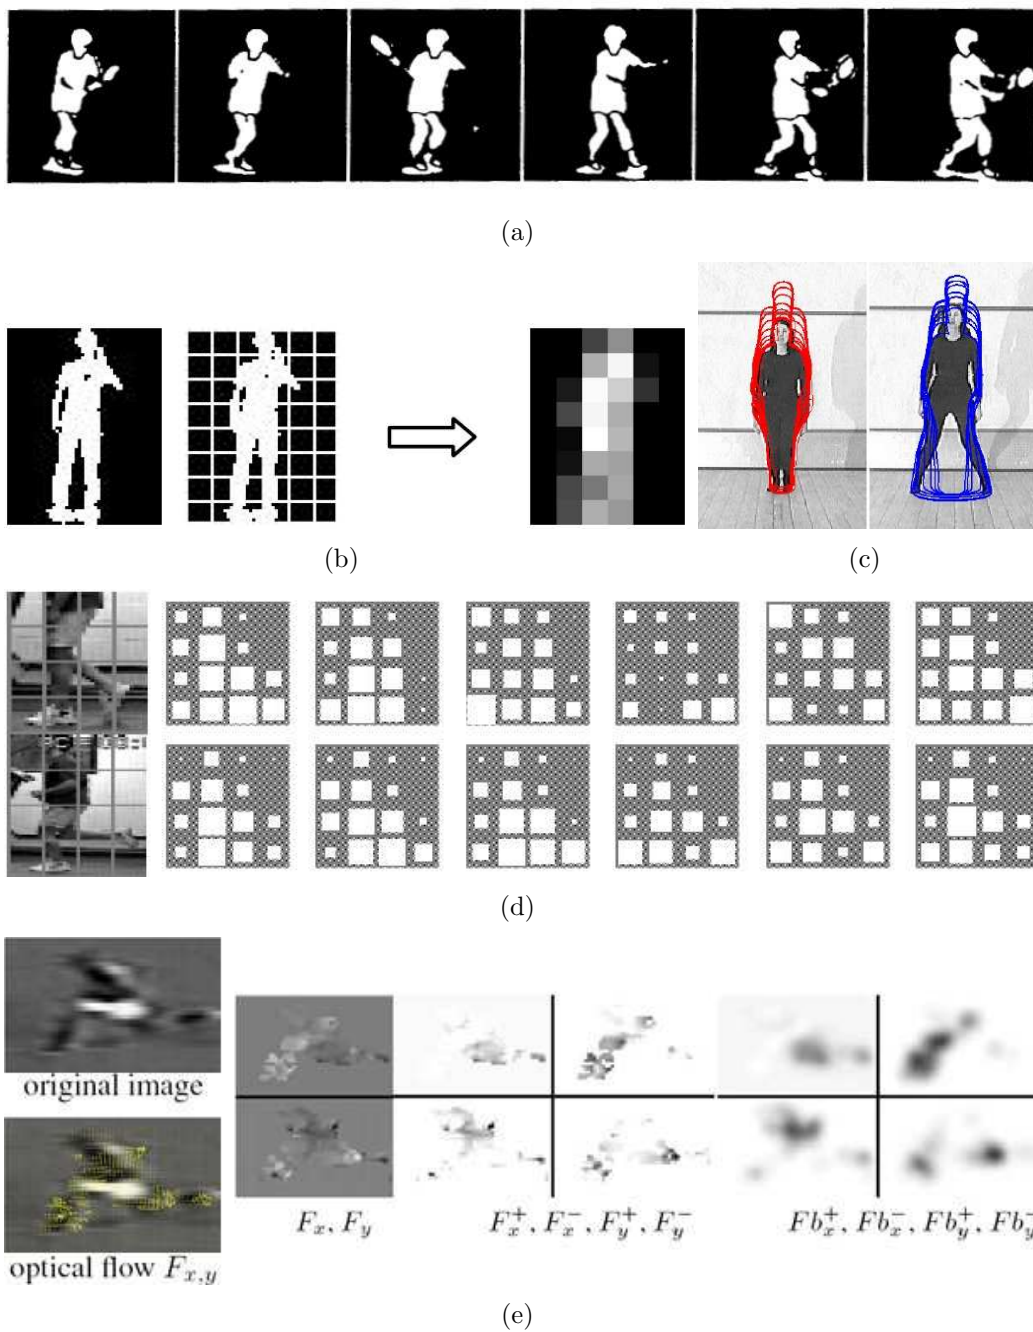 (a)
(b)
(c)
(d)
original image
optical flow $F_{x,y}$
$F_x, F_y$
$F_x^+, F_x^-, F_y^+, F_y^-$
$Fb_x^+, Fb_x^-, Fb_y^+, Fb_y^-$
(e)